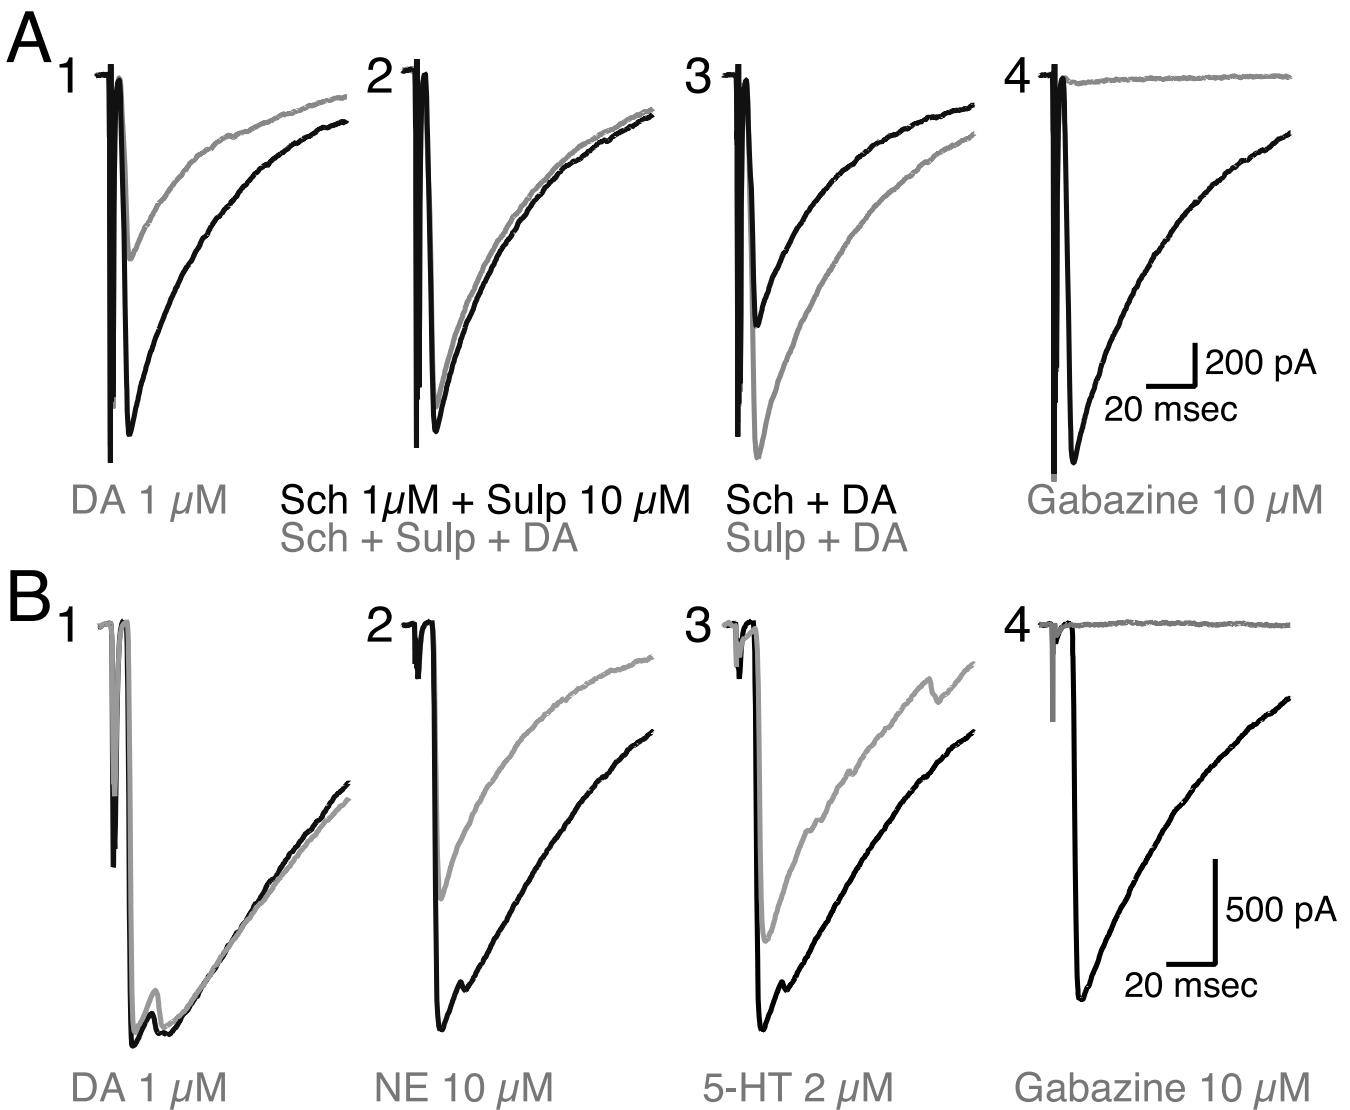 A
1
2
3
4
200 pA
20 msec
DA 1 µM
Sch 1µM + Sulp 10 µM
Sch + Sulp + DA
Sch + DA
Sulp + DA
Gabazine 10 µM
B
1
2
3
4
500 pA
20 msec
DA 1 µM
NE 10 µM
5-HT 2 µM
Gabazine 10 µM